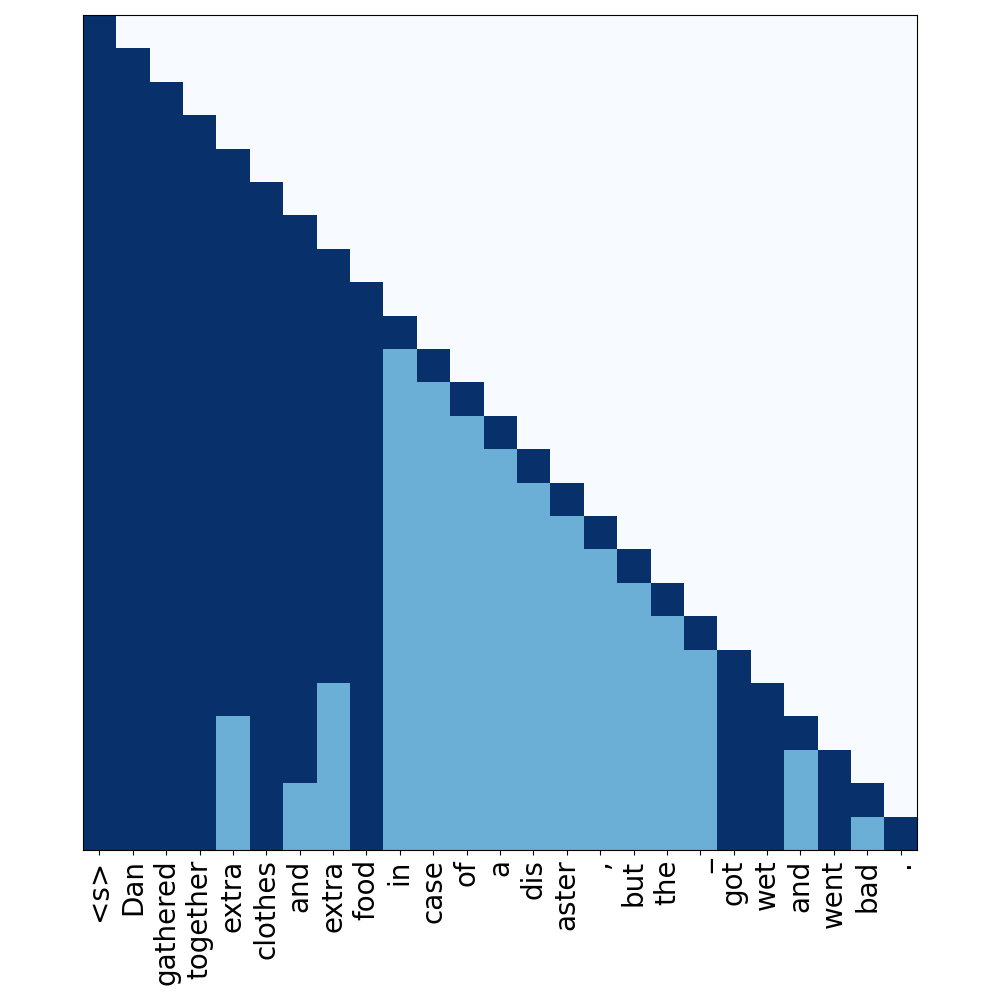 <s>
Dan
gathered
together
extra
clothes
and
extra
food
in
case
of
a
dis
aster
,
but
the
_
got
wet
and
went
bad
.